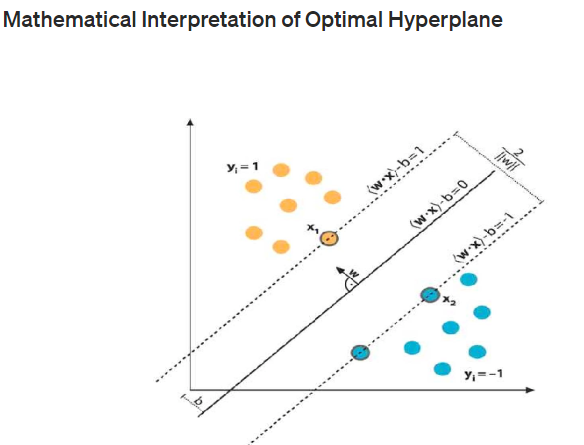 Mathematical Interpretation of Optimal Hyperplane
yᵢ = 1
⟨w·x⟩-b=1
2
‖w‖
⟨w·x⟩-b=0
x₁
⟨w·x⟩-b=-1
w
x₂
yᵢ=-1
b